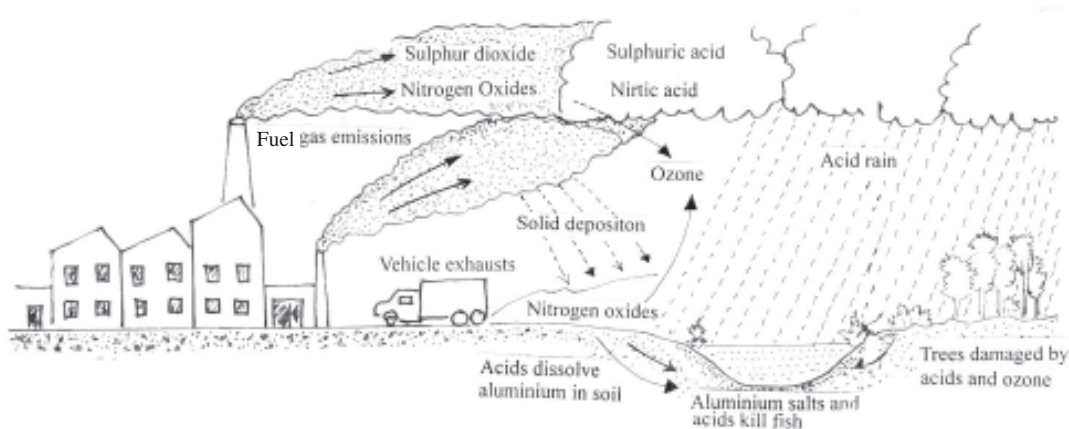 Sulphur dioxide
Sulphuric acid
Nitrogen Oxides
Nirtic acid
Fuel gas emissions
Acid rain
Ozone
Solid depositon
Vehicle exhausts
Nitrogen oxides
Acids dissolve
aluminium in soil
Trees damaged by
acids and ozone
Aluminium salts and
acids kill fish